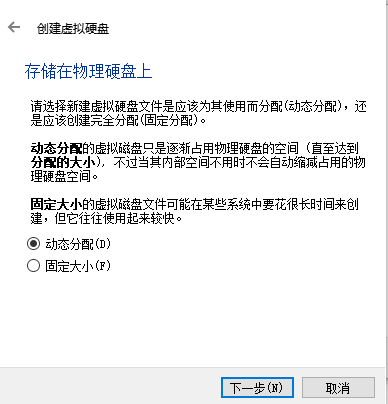 创建虚拟硬盘
存储在物理硬盘上
请选择新建虚拟硬盘文件是应该为其使用而分配(动态分配)，还
是应该创建完全分配(固定分配)。
动态分配的虚拟磁盘只是逐渐占用物理硬盘的空间（直至达到
分配的大小），不过当其内部空间不用时不会自动缩减占用的物
理硬盘空间。
固定大小的虚拟磁盘文件可能在某些系统中要花很长时间来创
建，但它往往使用起来较快。
动态分配(D)
固定大小(F)
下一步(N)
取消